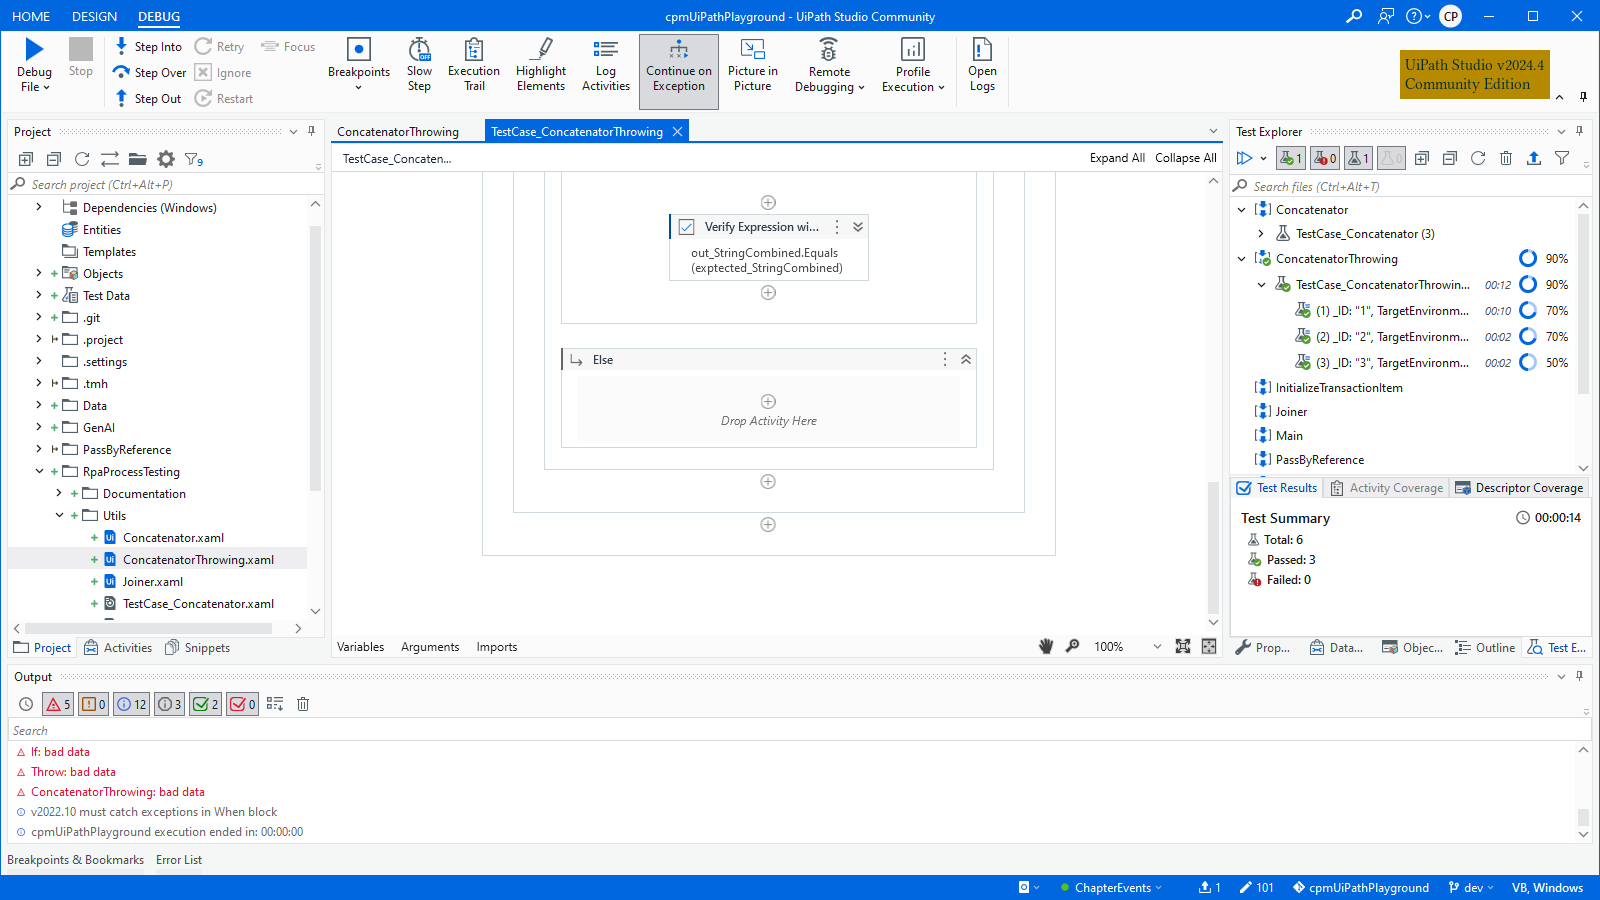 HOME DESIGN DEBUG
cpmUiPathPlayground - UiPath Studio Community
CP
Debug File
Stop
Step Into
Step Over
Step Out
Retry
Ignore
Restart
Focus
Breakpoints
Slow Step
Execution Trail
Highlight Elements
Log Activities
Continue on Exception
Picture in Picture
Remote Debugging
Profile Execution
Open Logs
UiPath Studio v2024.4
Community Edition
Project
9
Search project (Ctrl+Alt+P)
Dependencies (Windows)
Entities
Templates
Objects
Test Data
.git
.project
.settings
.tmh
Data
GenAI
PassByReference
RpaProcessTesting
Documentation
Utils
Concatenator.xaml
ConcatenatorThrowing.xaml
Joiner.xaml
TestCase_Concatenator.xaml
Project Activities Snippets
ConcatenatorThrowing TestCase_ConcatenatorThrowing
TestCase_Concaten...
Expand All Collapse All
Verify Expression wi...
out_StringCombined.Equals
(exptected_StringCombined)
Else
Drop Activity Here
Variables Arguments Imports
100%
Test Explorer
1 0 1 0
Search files (Ctrl+Alt+T)
Concatenator
TestCase_Concatenator (3)
ConcatenatorThrowing 90%
TestCase_ConcatenatorThrowin... 00:12 90%
(1) _ID: "1", TargetEnvironm... 00:10 70%
(2) _ID: "2", TargetEnvironm... 00:02 70%
(3) _ID: "3", TargetEnvironm... 00:02 50%
InitializeTransactionItem
Joiner
Main
PassByReference
Test Results Activity Coverage Descriptor Coverage
Test Summary 00:00:14
Total: 6
Passed: 3
Failed: 0
Prop... Data... Objec... Outline Test E...
Output
5 0 12 3 2 0
Search
If: bad data
Throw: bad data
ConcatenatorThrowing: bad data
v2022.10 must catch exceptions in When block
cpmUiPathPlayground execution ended in: 00:00:00
Breakpoints & Bookmarks Error List
ChapterEvents 1 101 cpmUiPathPlayground dev VB, Windows